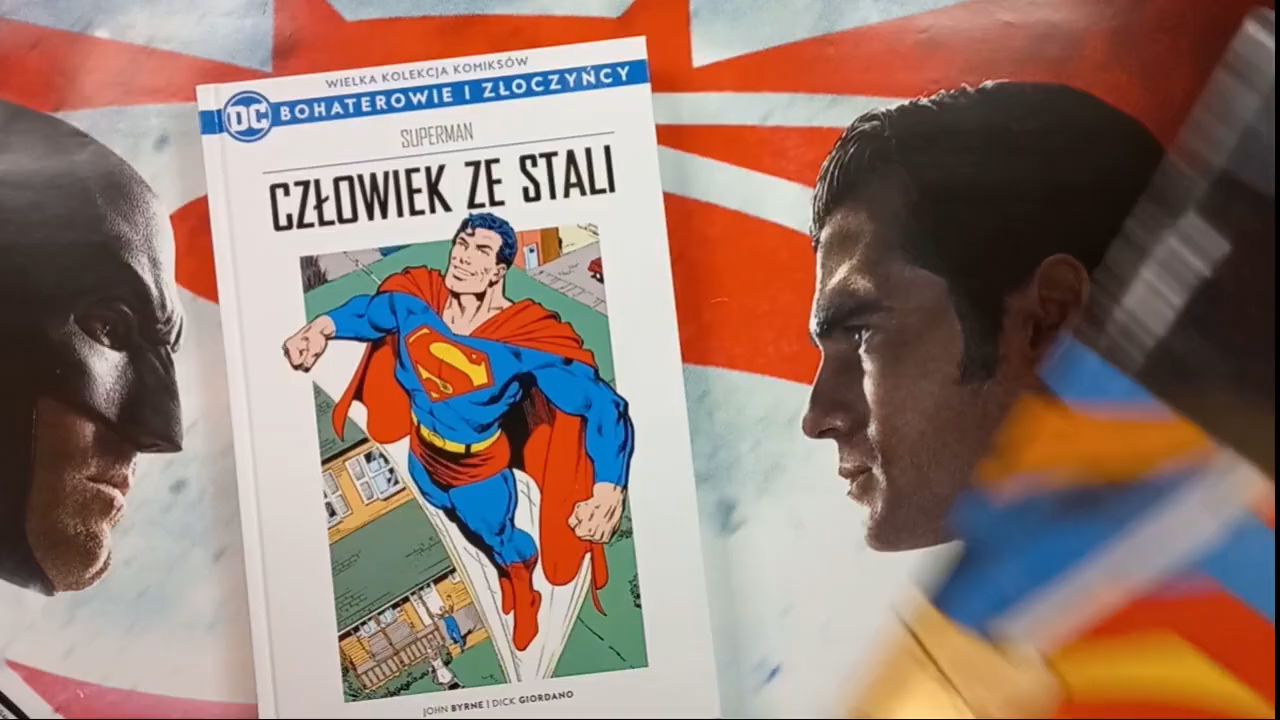 WIELKA KOLEKCJA KOMIKSÓW
DC BOHATEROWIE I ZŁOCZYŃCY
SUPERMAN
CZŁOWIEK ZE STALI
JOHN BYRNE | DICK GIORDANO